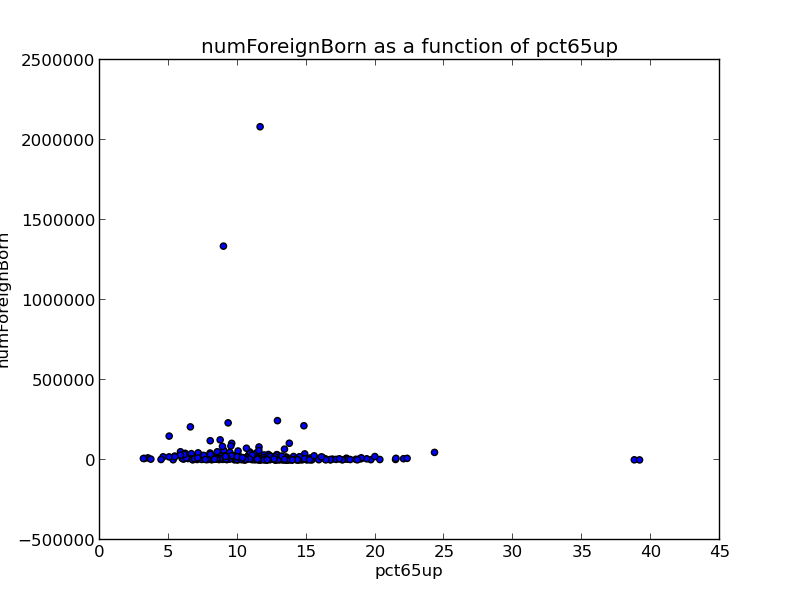 numForeignBorn as a function of pct65up
2500000
2000000
1500000
1000000
500000
0
−500000
0 5 10 15 20 25 30 35 40 45
pct65up
numForeignBorn